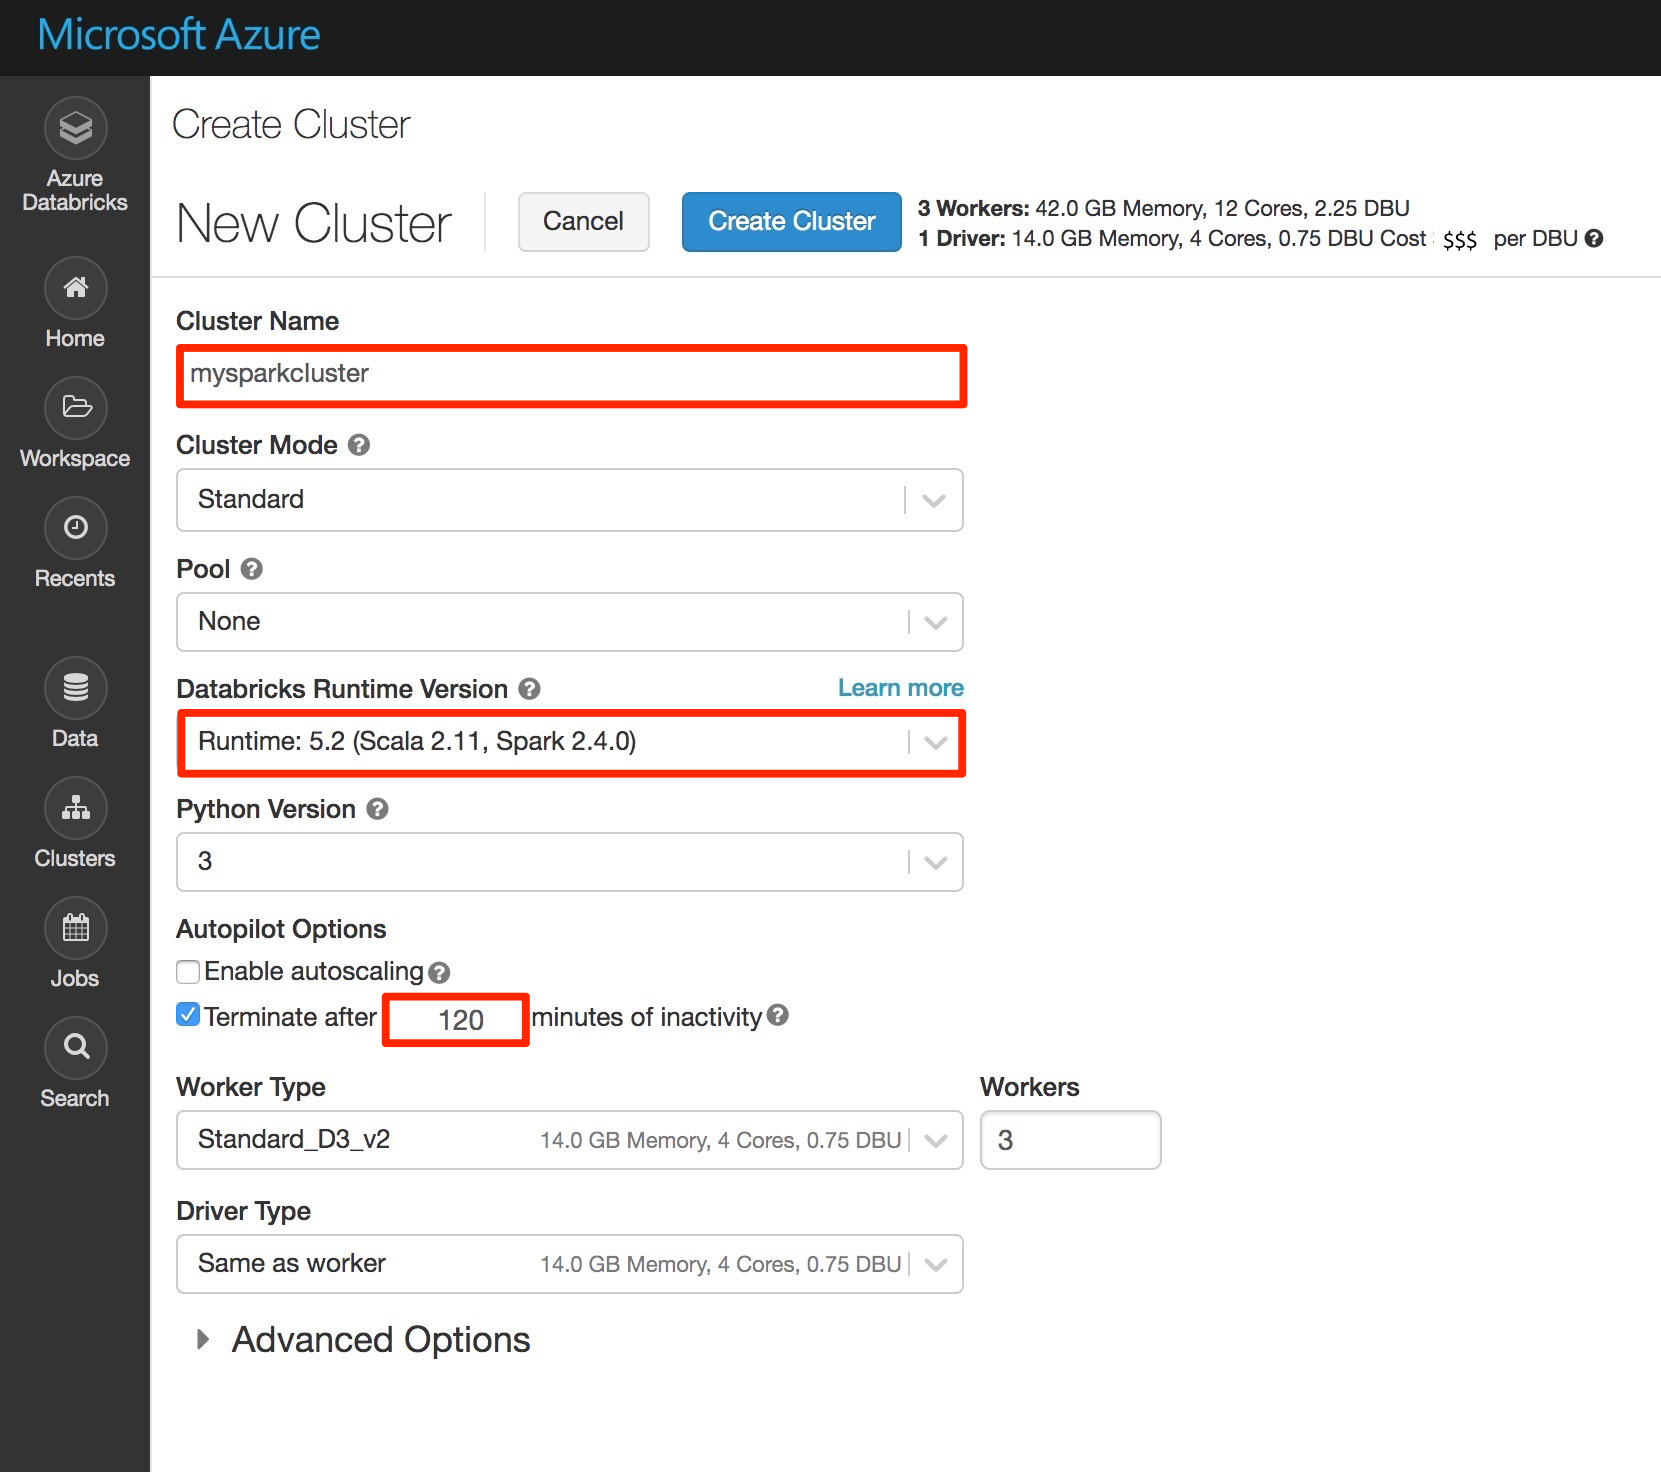 Microsoft Azure
Azure
Databricks
Home
Workspace
Recents
Data
Clusters
Jobs
Search
Create Cluster
New Cluster
Cancel
Create Cluster
3 Workers: 42.0 GB Memory, 12 Cores, 2.25 DBU
1 Driver: 14.0 GB Memory, 4 Cores, 0.75 DBU Cost $$$ per DBU
Cluster Name
mysparkcluster
Cluster Mode
Standard
Pool
None
Databricks Runtime Version
Learn more
Runtime: 5.2 (Scala 2.11, Spark 2.4.0)
Python Version
3
Autopilot Options
Enable autoscaling
Terminate after 120 minutes of inactivity
Worker Type
Workers
Standard_D3_v2 14.0 GB Memory, 4 Cores, 0.75 DBU
3
Driver Type
Same as worker 14.0 GB Memory, 4 Cores, 0.75 DBU
Advanced Options